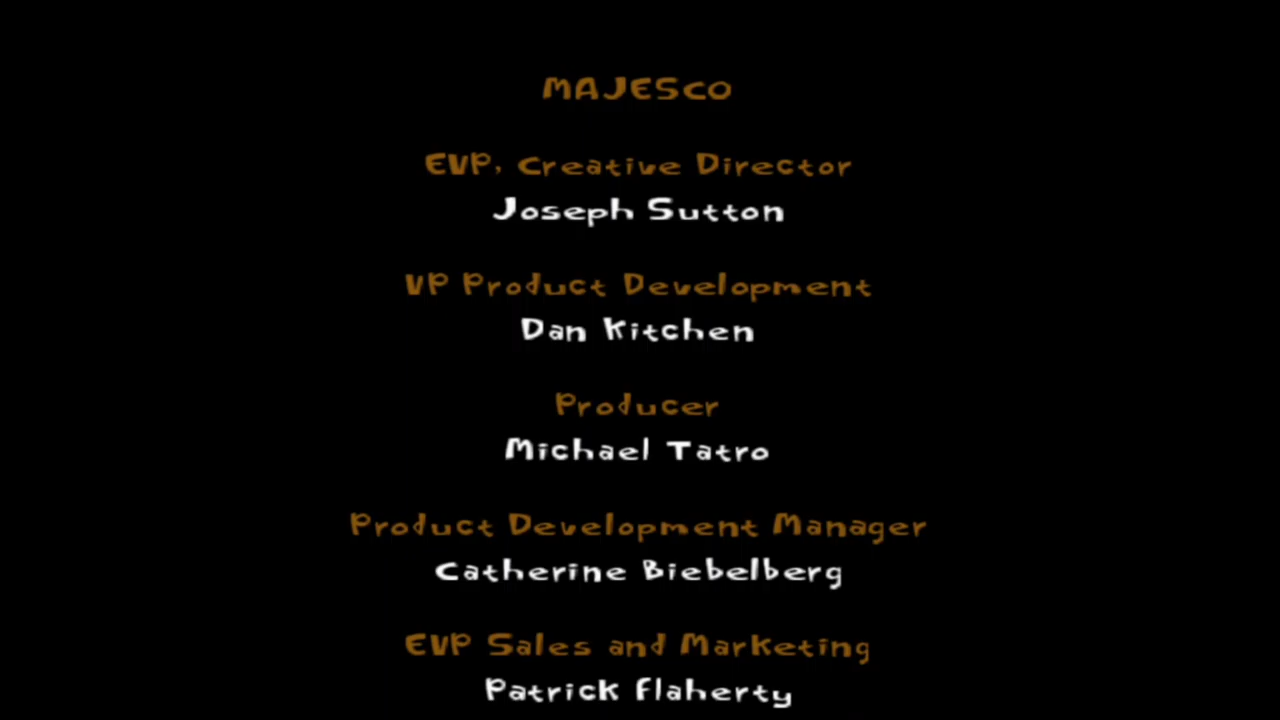 MAJESCO
EVP, Creative Director
Joseph Sutton
VP Product Development
Dan Kitchen
Producer
Michael Tatro
Product Development Manager
Catherine Biebelberg
EVP Sales and Marketing
Patrick Flaherty